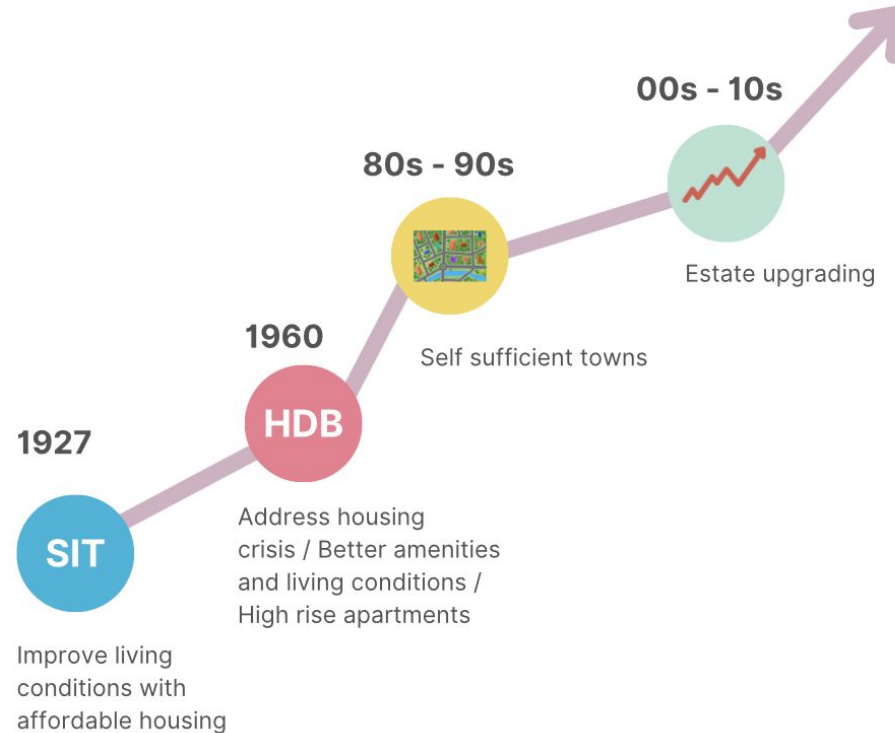 1927
SIT
Improve living
conditions with
affordable housing
1960
HDB
Address housing
crisis / Better amenities
and living conditions /
High rise apartments
80s - 90s
Self sufficient towns
00s - 10s
Estate upgrading